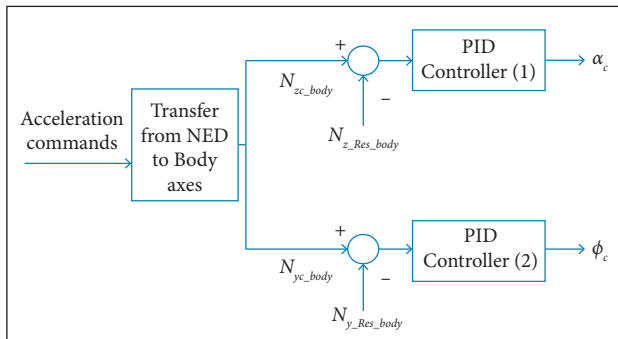 Acceleration
commands
Transfer
from NED
to Body
axes
+
N_zc_body
−
N_z_Res_body
PID
Controller (1)
α_c
+
N_yc_body
−
N_y_Res_body
PID
Controller (2)
ϕ_c